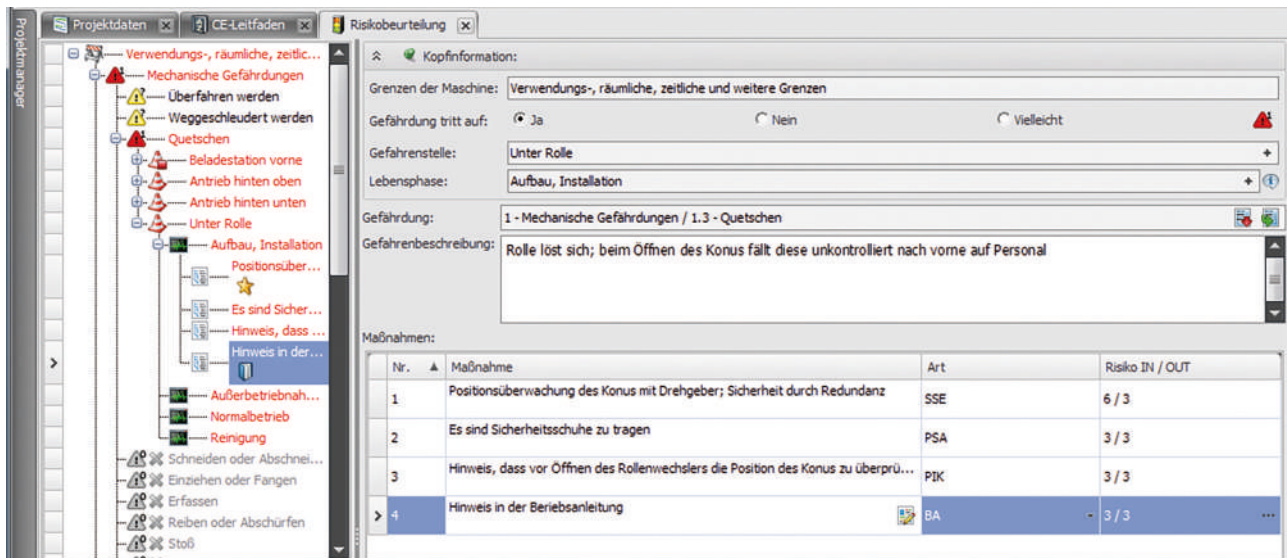 Projektmanager
Projektdaten
CE-Leitfaden
Risikobeurteilung
Verwendungs-, räumliche, zeitlic...
Mechanische Gefährdungen
Überfahren werden
Weggeschleudert werden
Quetschen
Beladestation vorne
Antrieb hinten oben
Antrieb hinten unten
Unter Rolle
Aufbau, Installation
Positionsüber...
Es sind Sicher...
Hinweis, dass ...
Hinweis in der...
Außerbetriebnah...
Normalbetrieb
Reinigung
Schneiden oder Abschnei...
Einziehen oder Fangen
Erfassen
Reiben oder Abschürfen
Stoß
Kopfinformation:
Grenzen der Maschine: Verwendungs-, räumliche, zeitliche und weitere Grenzen
Gefährdung tritt auf: Ja Nein Vielleicht
Gefahrenstelle: Unter Rolle
Lebensphase: Aufbau, Installation
Gefährdung: 1 - Mechanische Gefährdungen / 1.3 - Quetschen
Gefahrenbeschreibung: Rolle löst sich; beim Öffnen des Konus fällt diese unkontrolliert nach vorne auf Personal
Maßnahmen:
Nr. Maßnahme Art Risiko IN / OUT
1 Positionsüberwachung des Konus mit Drehgeber; Sicherheit durch Redundanz SSE 6 / 3
2 Es sind Sicherheitsschuhe zu tragen PSA 3 / 3
3 Hinweis, dass vor Öffnen des Rollenwechslers die Position des Konus zu überprü... PIK 3 / 3
4 Hinweis in der Beriebsanleitung BA 3 / 3 ...